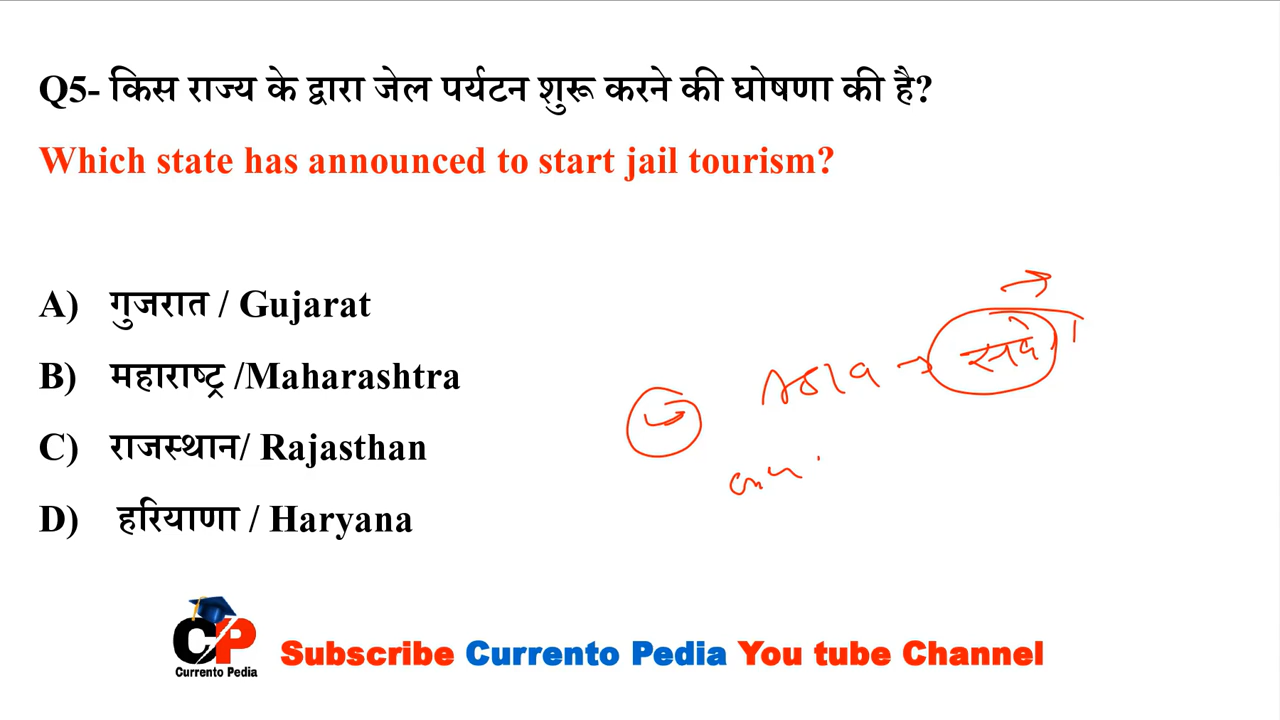 Q5- किस राज्य के द्वारा जेल पर्यटन शुरू करने की घोषणा की है?
Which state has announced to start jail tourism?
A) गुजरात / Gujarat
B) महाराष्ट्र /Maharashtra
C) राजस्थान/ Rajasthan
D) हरियाणा / Haryana
CP
Currento Pedia
Subscribe Currento Pedia You tube Channel